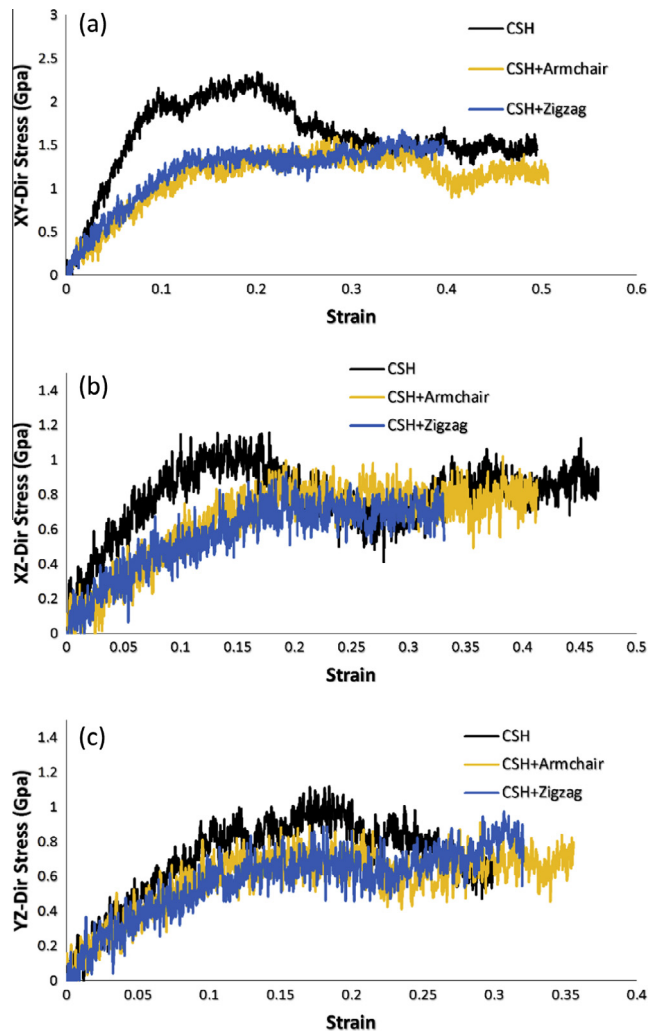 (a)
CSH
CSH+Armchair
CSH+Zigzag
XY-Dir Stress (Gpa)
3
2.5
2
1.5
1
0.5
0
0 0.1 0.2 0.3 0.4 0.5 0.6
Strain
(b)
CSH
CSH+Armchair
CSH+Zigzag
XZ-Dir Stress (Gpa)
1.4
1.2
1
0.8
0.6
0.4
0.2
0
0 0.05 0.1 0.15 0.2 0.25 0.3 0.35 0.4 0.45 0.5
Strain
(c)
CSH
CSH+Armchair
CSH+Zigzag
YZ-Dir Stress (Gpa)
1.4
1.2
1
0.8
0.6
0.4
0.2
0
0 0.05 0.1 0.15 0.2 0.25 0.3 0.35 0.4
Strain